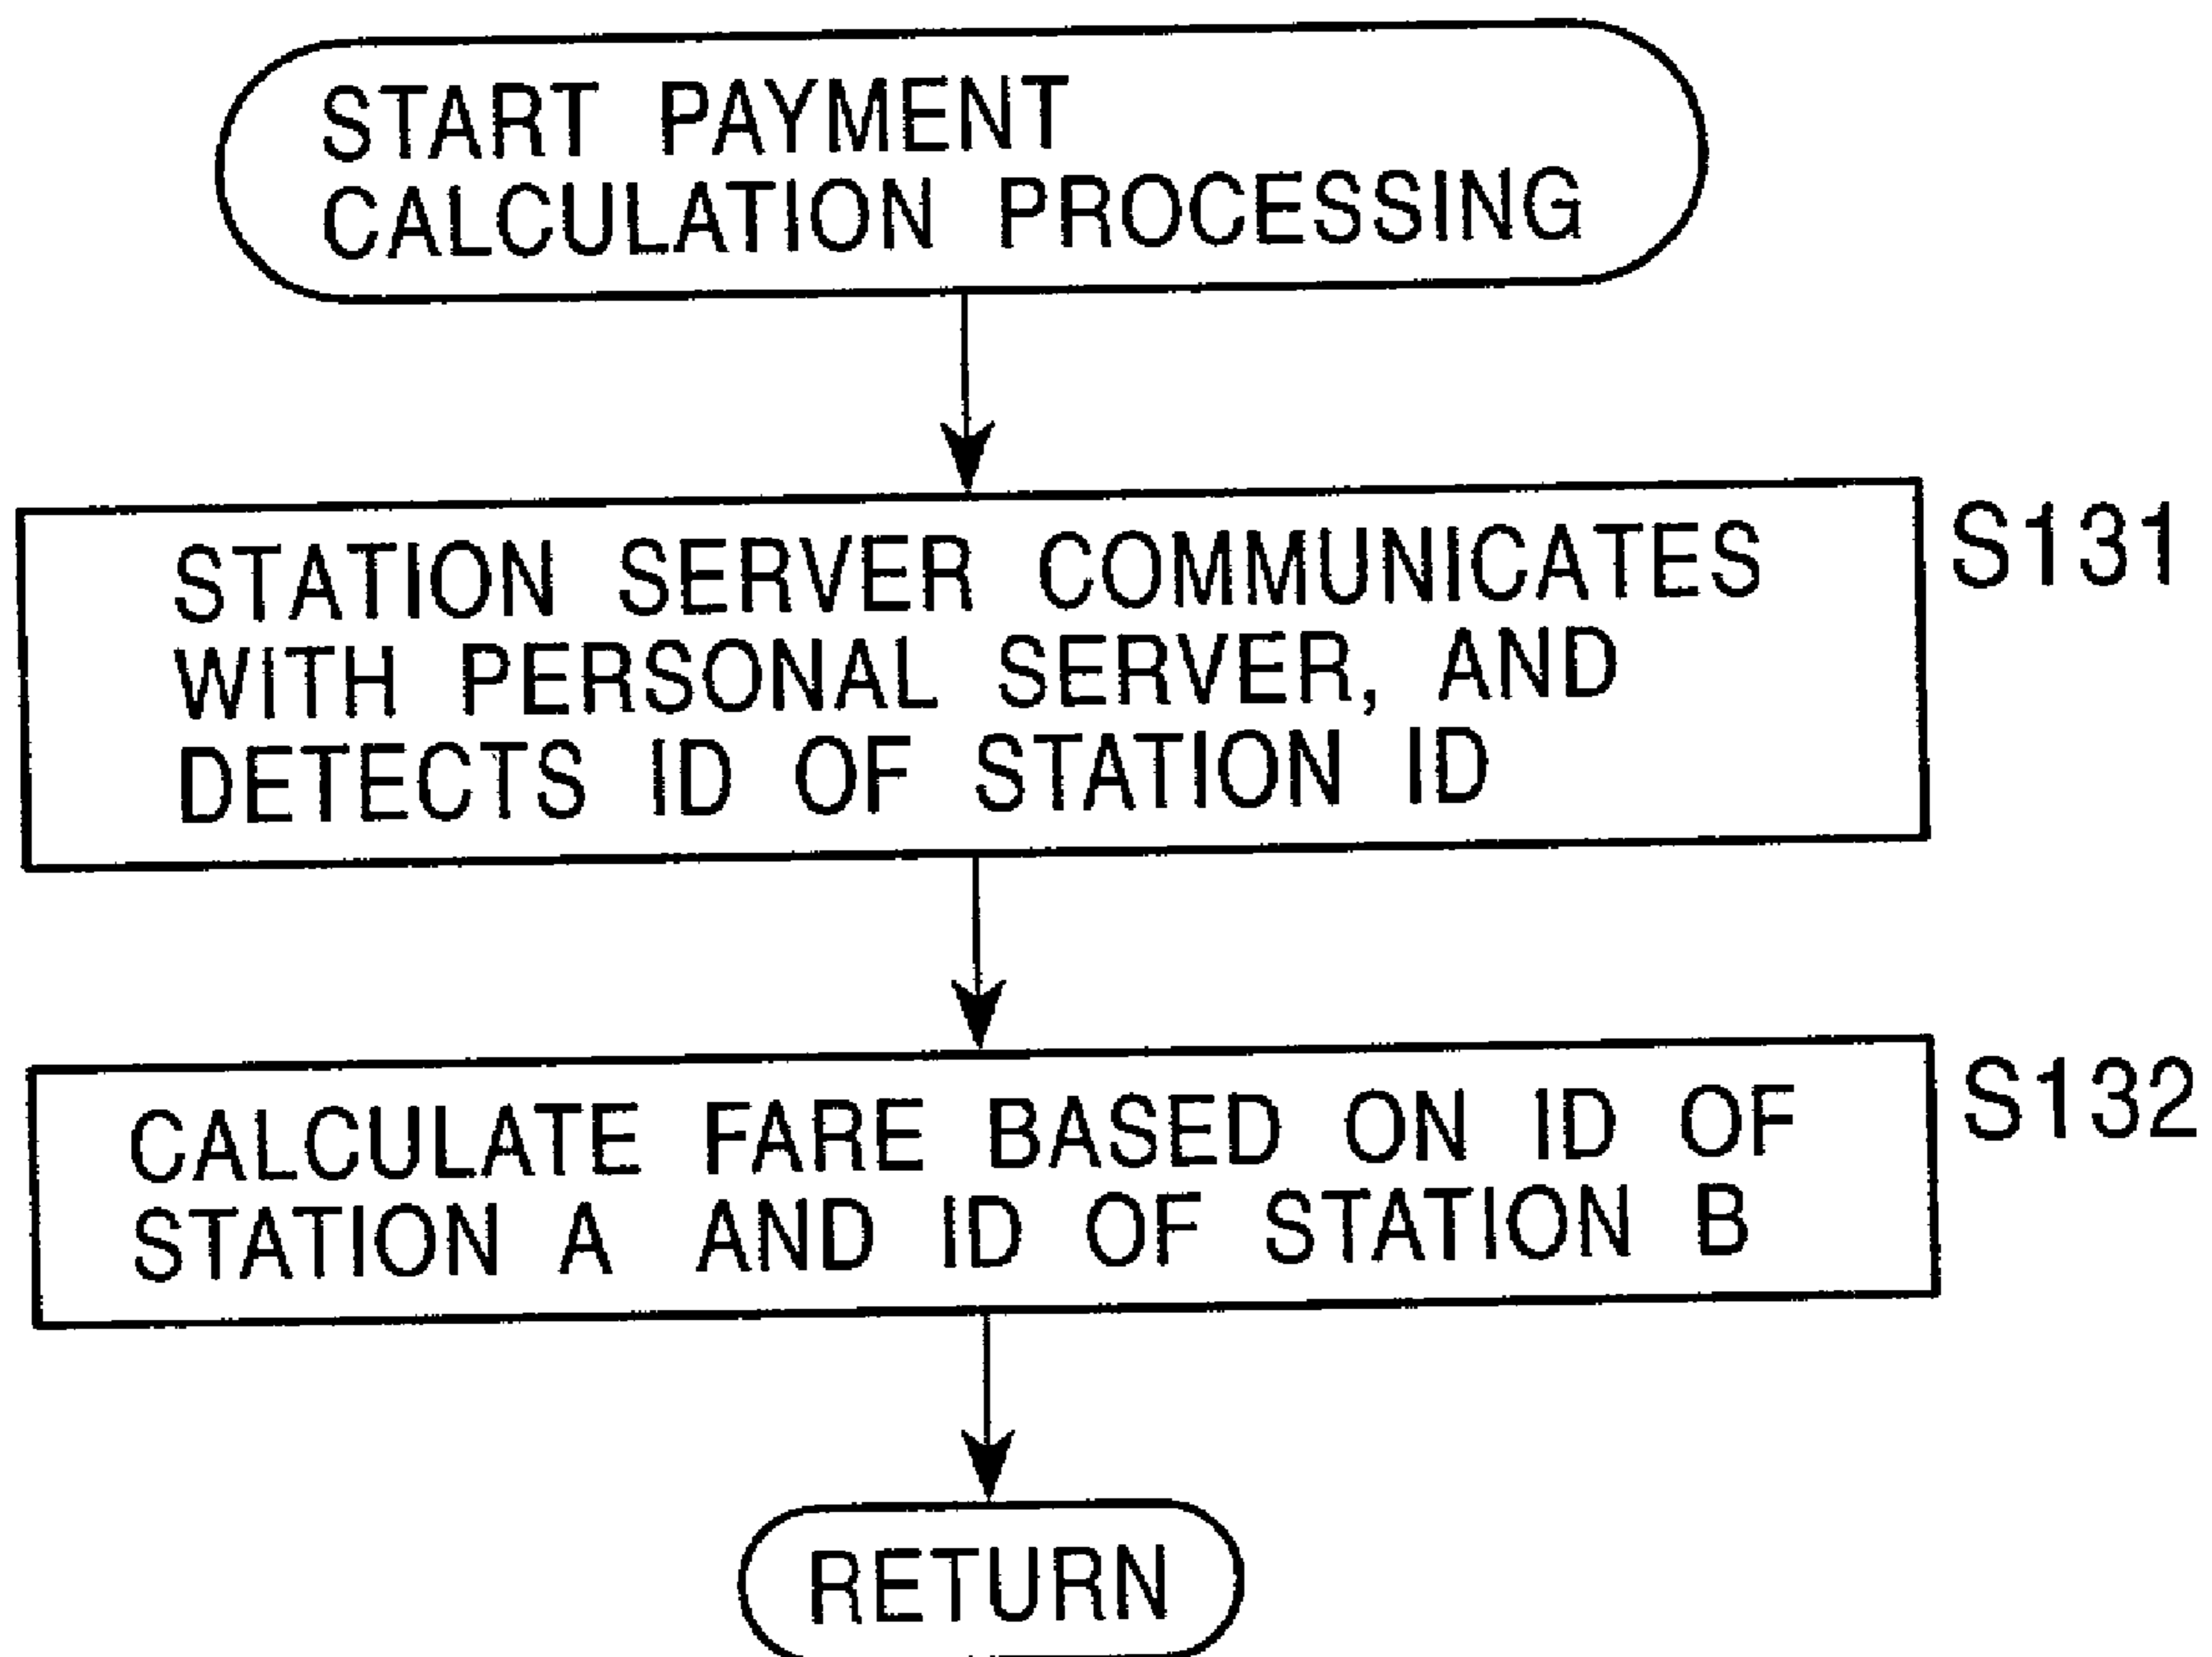 START PAYMENT
CALCULATION PROCESSING
STATION SERVER COMMUNICATES
WITH PERSONAL SERVER, AND
DETECTS ID OF STATION ID
S131
CALCULATE FARE BASED ON ID OF
STATION A AND ID OF STATION B
S132
RETURN